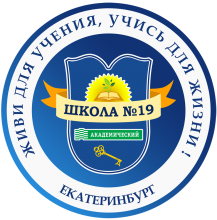 ЖИВИ ДЛЯ УЧЕНИЯ, УЧИСЬ ДЛЯ ЖИЗНИ !
ШКОЛА №19
АКАДЕМИЧЕСКИЙ
ЕКАТЕРИНБУРГ